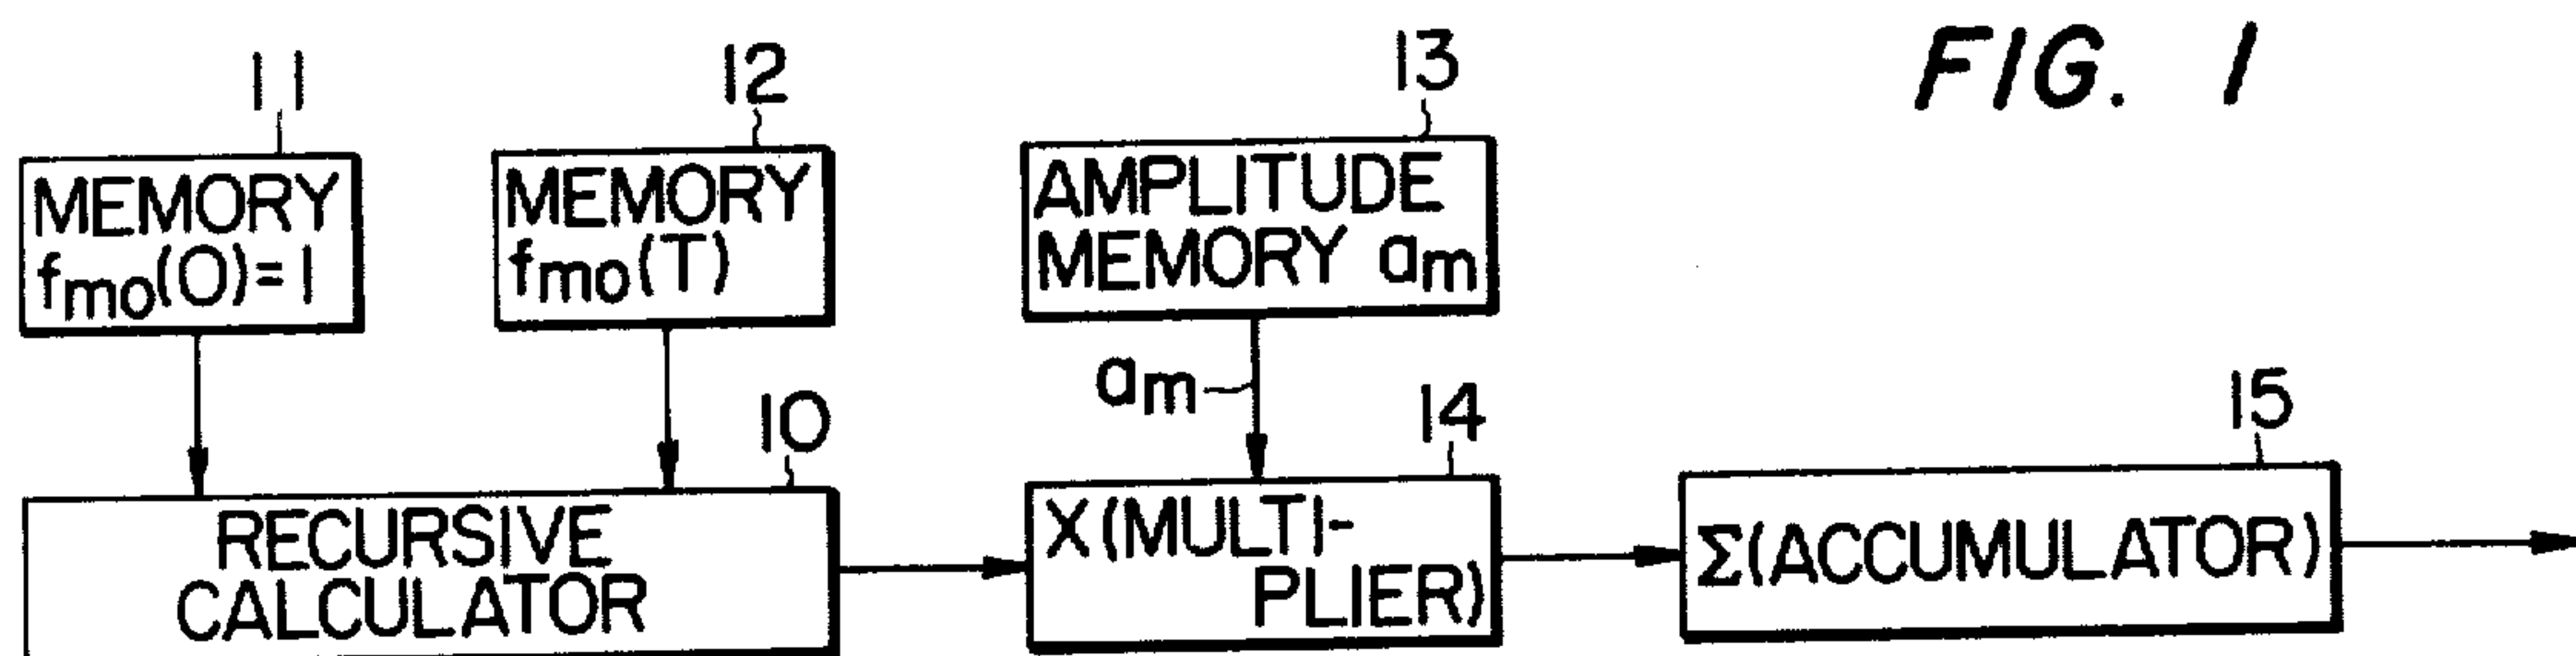 FIG. 1
11
12
13
MEMORY
fmo(0)=1
MEMORY
fmo(T)
AMPLITUDE
MEMORY am
am
10
14
15
RECURSIVE
CALCULATOR
X(MULTI-
PLIER)
Σ(ACCUMULATOR)